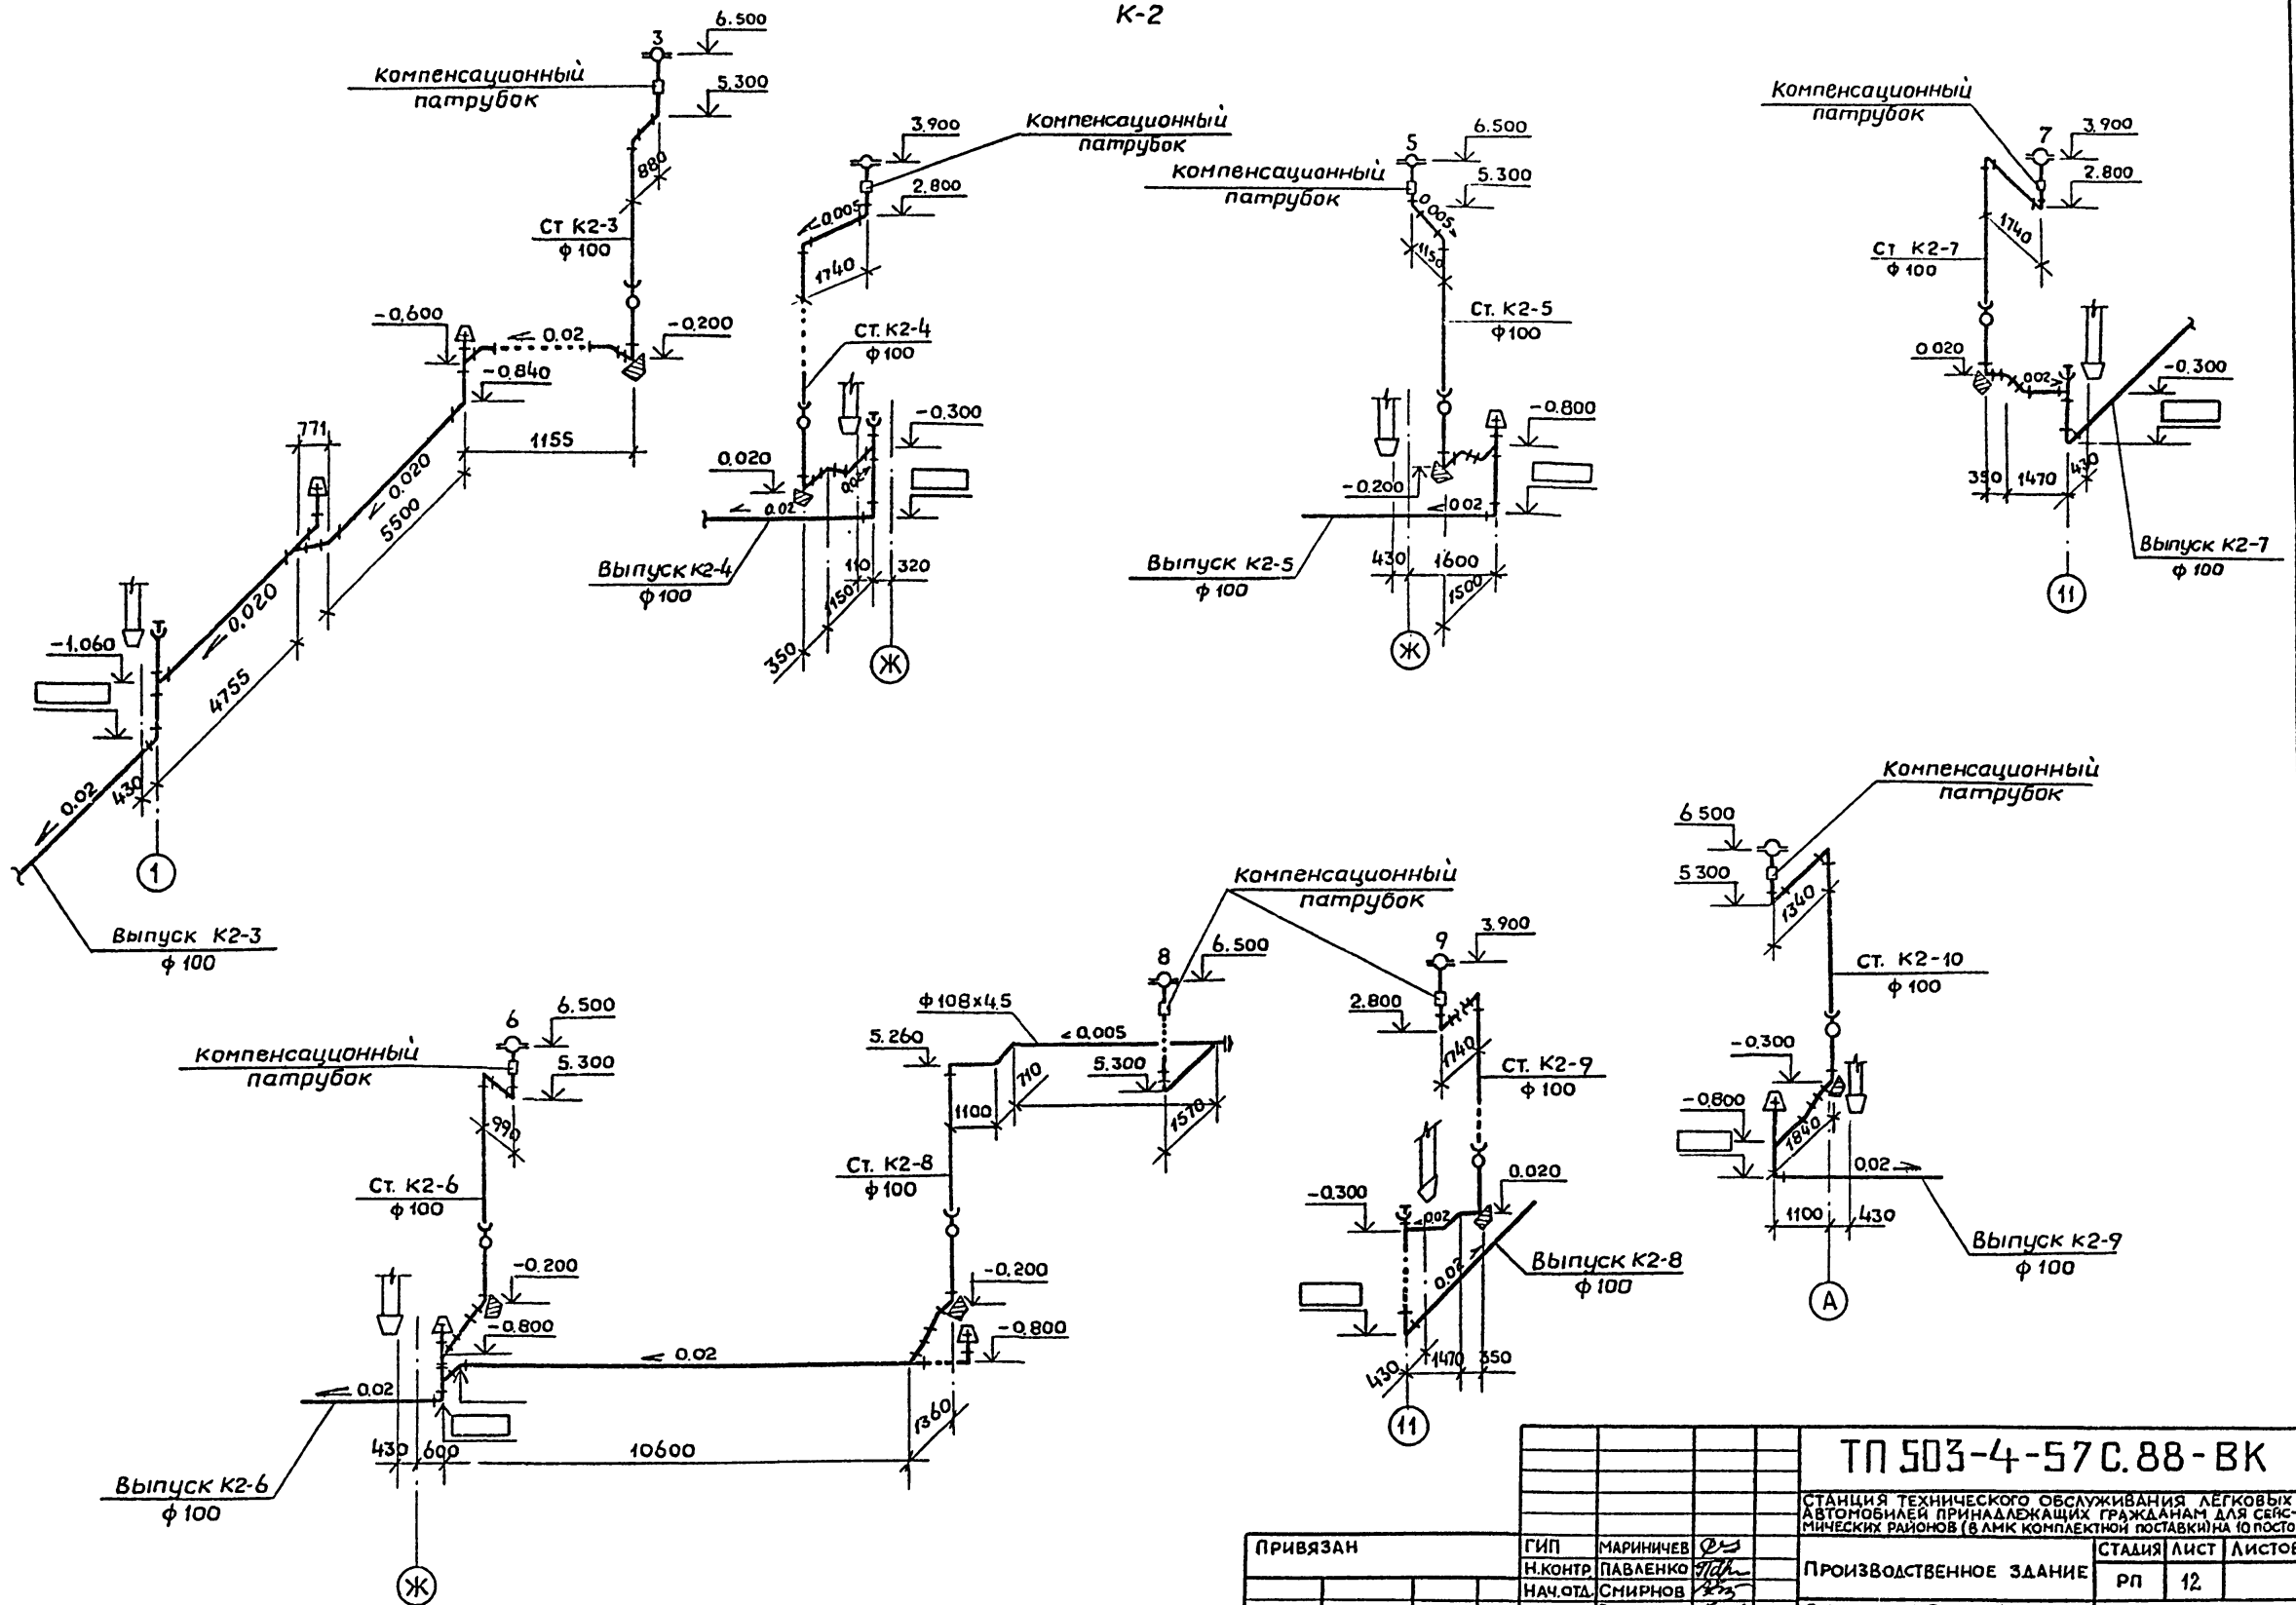 К-2
3
6.500
Компенсационный
патрубок
5.300
880
Ст К2-3
ф 100
-0,600
0.02
-0,200
-0,840
771
1155
0.020
5500
0.020
-1.060
4755
0.02
430
1
Выпуск К2-3
ф 100
3.900
Компенсационный
патрубок
2.800
0.005
1740
Ст. К2-4
ф 100
-0,300
0.020
0.02
0.02
Выпуск К2-4
ф 100
110
320
1150
350
Ж
5
6.500
Компенсационный
патрубок
5.300
0.005
1150
Ст. К2-5
ф 100
-0.800
-0.200
0.02
Выпуск К2-5
ф 100
430
1600
1500
Ж
Компенсационный
патрубок
7
3.900
2.800
1740
Ст К2-7
ф 100
0.020
0.02
-0,300
350
1470
430
Выпуск К2-7
ф 100
11
6
6.500
Компенсационный
патрубок
5.300
990
Ст. К2-6
ф 100
-0.200
-0.800
0.02
0.02
430
600
10600
1360
Выпуск К2-6
ф 100
Ж
Компенсационный
патрубок
8
6.500
ф 108х4.5
0.005
5.260
5.300
710
1100
1570
Ст. К2-8
ф 100
-0.200
-0.800
9
3.900
2.800
1740
Ст. К2-9
ф 100
0.020
-0.300
0.02
0.02
Выпуск К2-8
ф 100
430
1470
350
11
Компенсационный
патрубок
6 500
5 300
1340
Ст. К2-10
ф 100
-0,300
-0,800
1840
0.02
1100
430
Выпуск К2-9
ф 100
А
ТП 503-4-57С.88-ВК
СТАНЦИЯ ТЕХНИЧЕСКОГО ОБСЛУЖИВАНИЯ ЛЕГКОВЫХ
АВТОМОБИЛЕЙ ПРИНАДЛЕЖАЩИХ ГРАЖДАНАМ ДЛЯ СЕЙС-
МИЧЕСКИХ РАЙОНОВ (В ЛМК КОМПЛЕКТНОЙ ПОСТАВКИ) НА 10 ПОСТО
ПРИВЯЗАН
ГИП МАРИНИЧЕВ
Н.КОНТР. ПАВЛЕНКО
НАЧ.ОТД. СМИРНОВ
ПРОИЗВОДСТВЕННОЕ ЗДАНИЕ
СТАДИЯ ЛИСТ ЛИСТОВ
РП 12